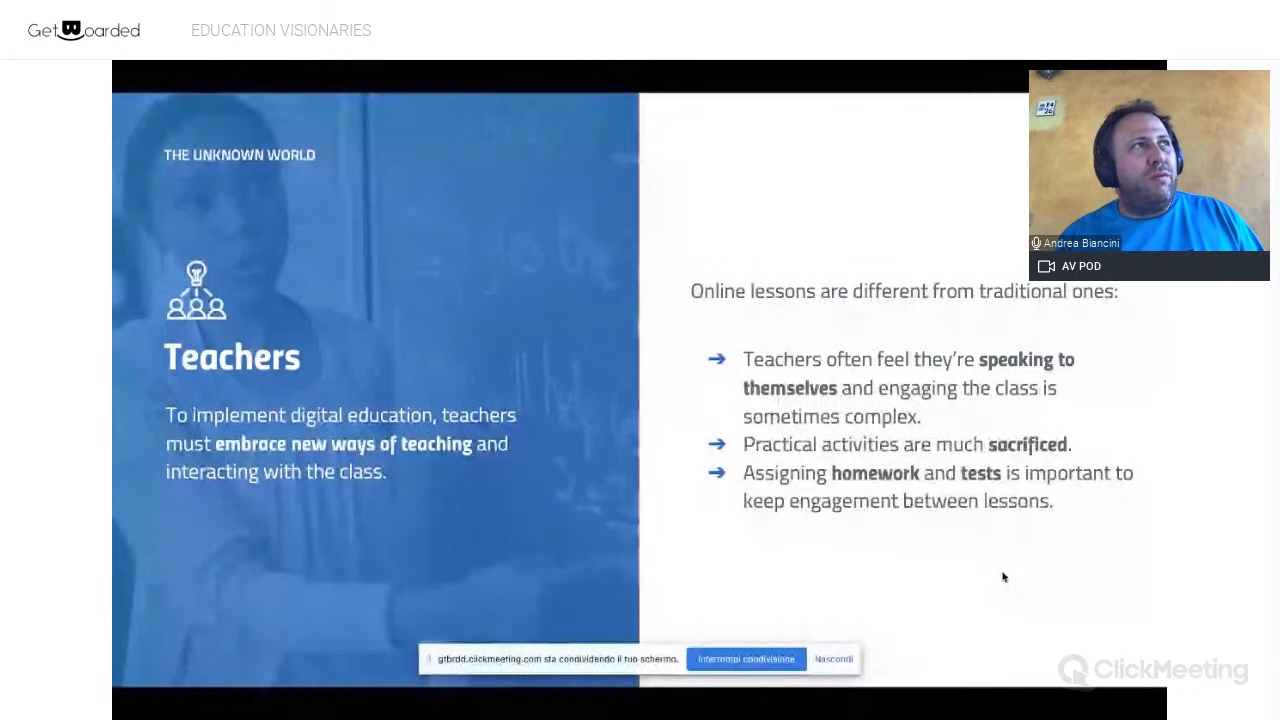 GetBoarded
EDUCATION VISIONARIES
THE UNKNOWN WORLD
Teachers
To implement digital education, teachers
must embrace new ways of teaching and
interacting with the class.
Online lessons are different from traditional ones:
➔ Teachers often feel they're speaking to
themselves and engaging the class is
sometimes complex.
➔ Practical activities are much sacrificed.
➔ Assigning homework and tests is important to
keep engagement between lessons.
Andrea Biancini
AV POD
gtbrdd.clickmeeting.com sta condividendo il tuo schermo.
Interrompi condivisione
Nascondi
ClickMeeting